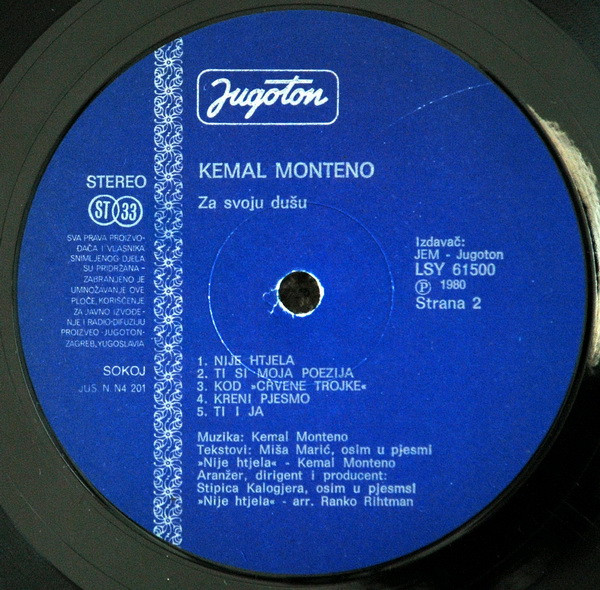 Jugoton
KEMAL MONTENO
Za svoju dušu
STEREO
ST 33
SVA PRAVA PROIZVO-
ĐAČA I VLASNIKA
SNIMLJENOG DJELA
SU PRIDRŽANA -
ZABRANJENO JE
UMNOŽAVANJE OVE
PLOČE, KORIŠĆENJE
ZA JAVNO IZVOĐE-
NJE I RADIO-DIFUZIJU
PROIZVEO -JUGOTON-
ZAGREB, YUGOSLAVIA
SOKOJ
JUS N. N4 201
Izdavač:
JEM - Jugoton
LSY 61500
Ⓟ 1980
Strana 2
1. NIJE HTJELA
2. TI SI MOJA POEZIJA
3. KOD »CRVENE TROJKE«
4. KRENI PJESMO
5. TI I JA
Muzika: Kemal Monteno
Tekstovi: Miša Marić, osim u pjesmi
»Nije htjela« - Kemal Monteno
Aranžer, dirigent i producent:
Stipica Kalogjera, osim u pjesmi
»Nije htjela« - arr. Ranko Rihtman